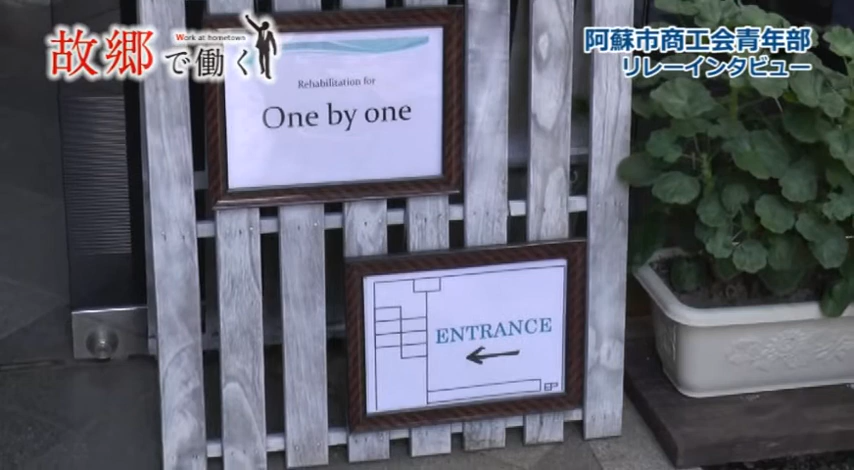 Work at hometown
故郷で働く
阿蘇市商工会青年部
リレーインタビュー
Rehabilitation for
One by one
ENTRANCE